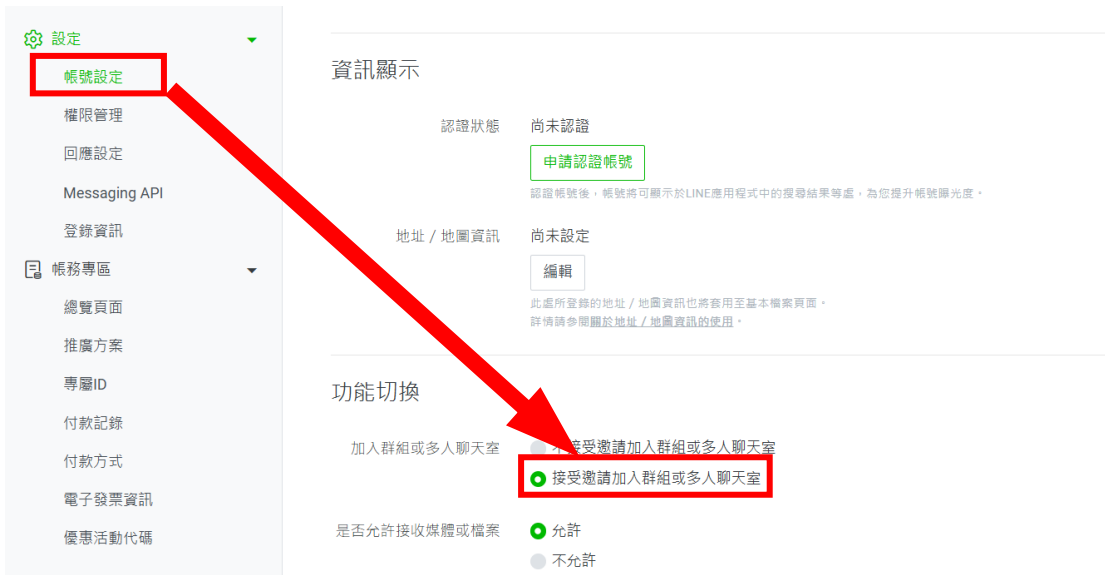 設定
帳號設定
權限管理
回應設定
Messaging API
登錄資訊
帳務專區
總覽頁面
推廣方案
專屬ID
付款記錄
付款方式
電子發票資訊
優惠活動代碼
資訊顯示
認證狀態 尚未認證
申請認證帳號
認證帳號後，帳號將可顯示於LINE應用程式中的搜尋結果等處，為您提升帳號曝光度。
地址 / 地圖資訊 尚未設定
編輯
此處所登錄的地址 / 地圖資訊也將套用至基本檔案頁面。
詳情請參閱關於地址 / 地圖資訊的使用。
功能切換
加入群組或多人聊天室 不接受邀請加入群組或多人聊天室
接受邀請加入群組或多人聊天室
是否允許接收媒體或檔案 允許
不允許